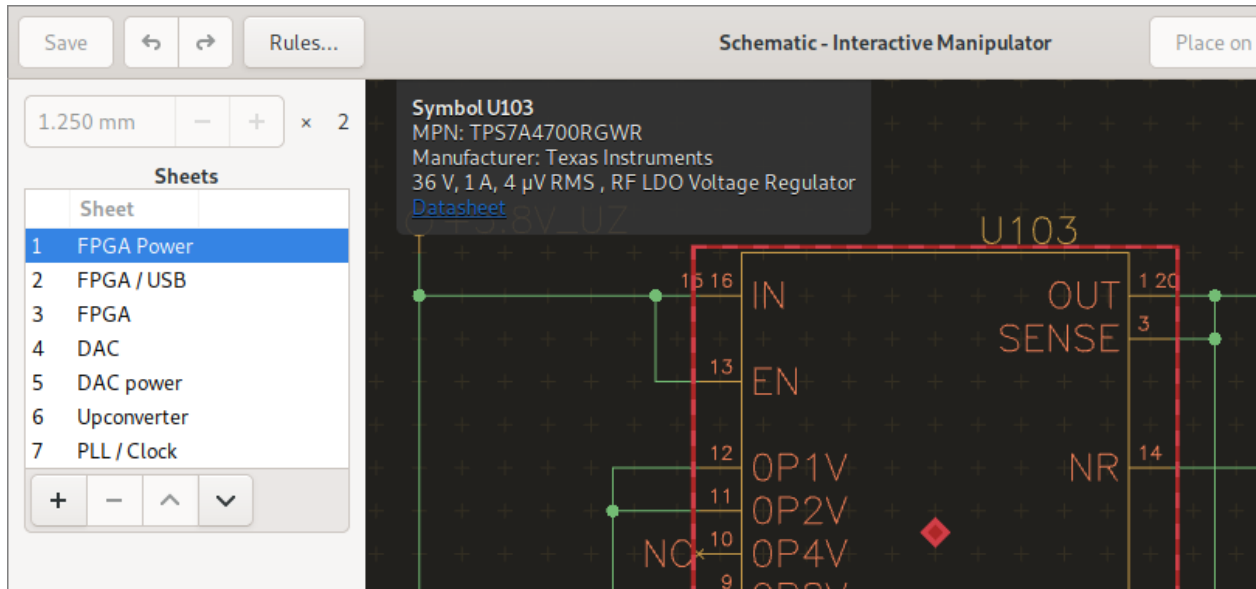 Save
Rules...
Schematic - Interactive Manipulator
Place on
1.250 mm
× 2
Sheets
Sheet
1 FPGA Power
2 FPGA / USB
3 FPGA
4 DAC
5 DAC power
6 Upconverter
7 PLL / Clock
Symbol U103
MPN: TPS7A4700RGWR
Manufacturer: Texas Instruments
36 V, 1 A, 4 µV RMS , RF LDO Voltage Regulator
Datasheet
U103
15 16 IN OUT 1 20
SENSE 3
13 EN
12 0P1V NR 14
11 0P2V
NC 10 0P4V
9